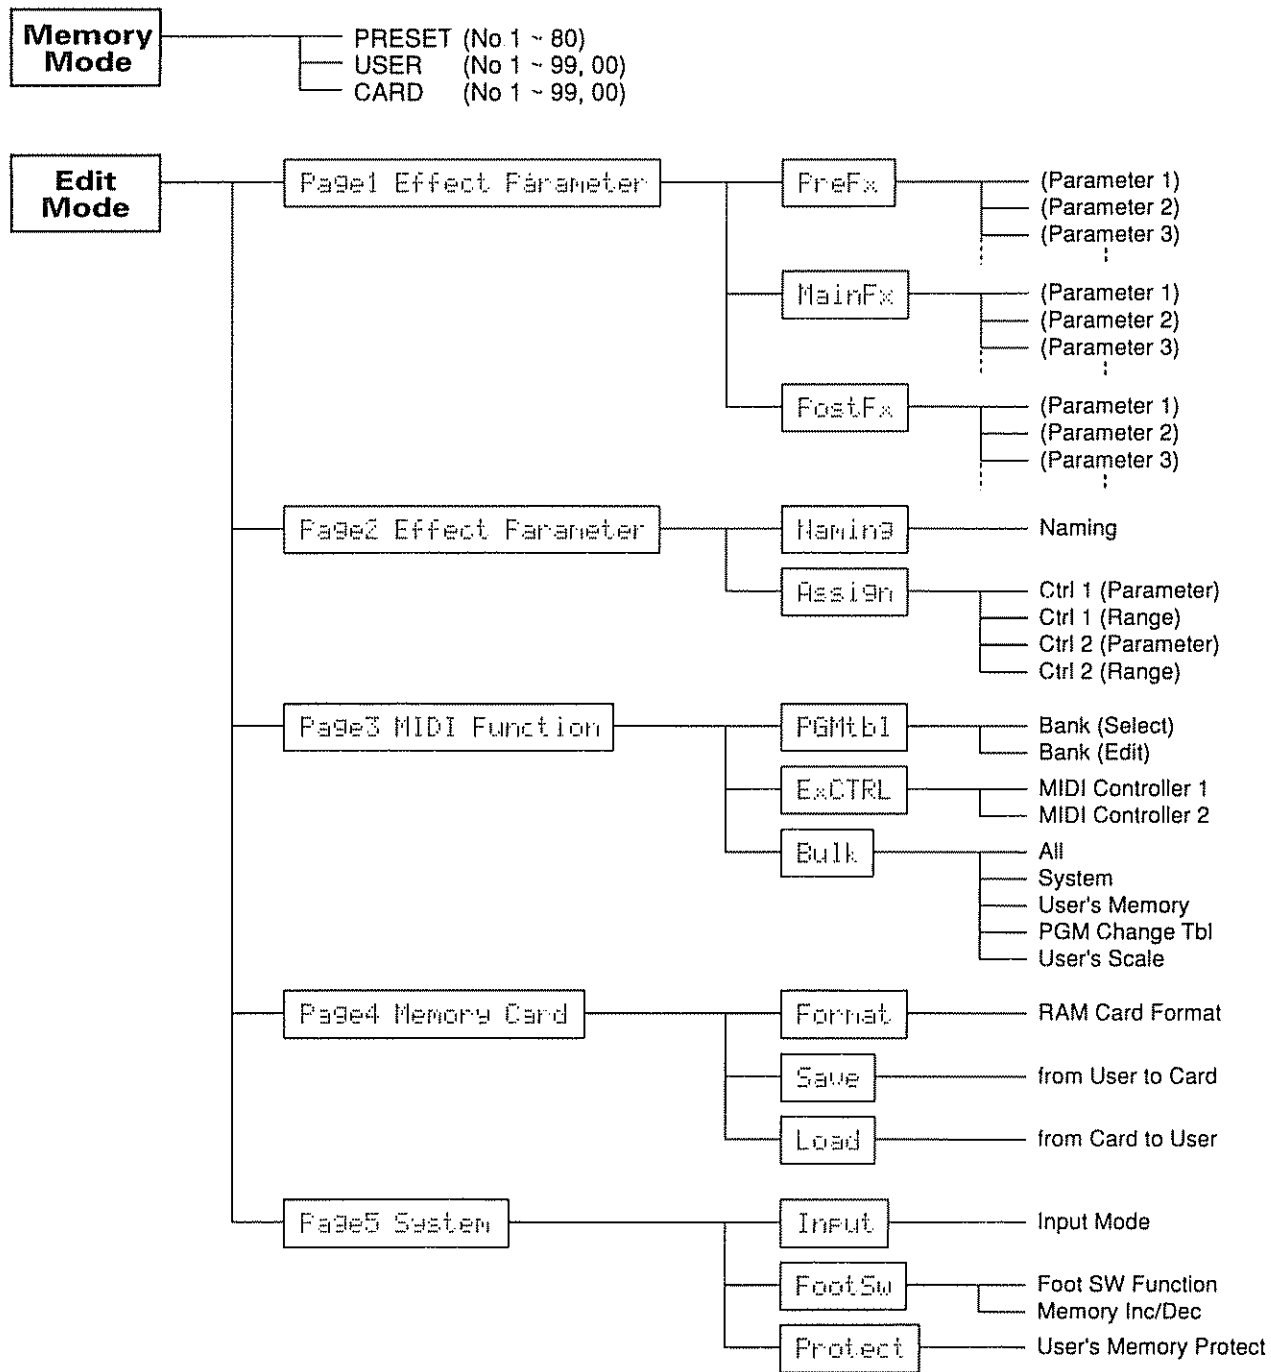 Memory Mode
PRESET (No 1 ~ 80)
USER (No 1 ~ 99, 00)
CARD (No 1 ~ 99, 00)
Edit Mode
Page1 Effect Parameter
PreFx
(Parameter 1)
(Parameter 2)
(Parameter 3)
MainFx
(Parameter 1)
(Parameter 2)
(Parameter 3)
PostFx
(Parameter 1)
(Parameter 2)
(Parameter 3)
Page2 Effect Parameter
Naming
Naming
Assign
Ctrl 1 (Parameter)
Ctrl 1 (Range)
Ctrl 2 (Parameter)
Ctrl 2 (Range)
Page3 MIDI Function
PGMtbl
Bank (Select)
Bank (Edit)
ExCTRL
MIDI Controller 1
MIDI Controller 2
Bulk
All
System
User's Memory
PGM Change Tbl
User's Scale
Page4 Memory Card
Format
RAM Card Format
Save
from User to Card
Load
from Card to User
Page5 System
Input
Input Mode
FootSw
Foot SW Function
Memory Inc/Dec
Protect
User's Memory Protect